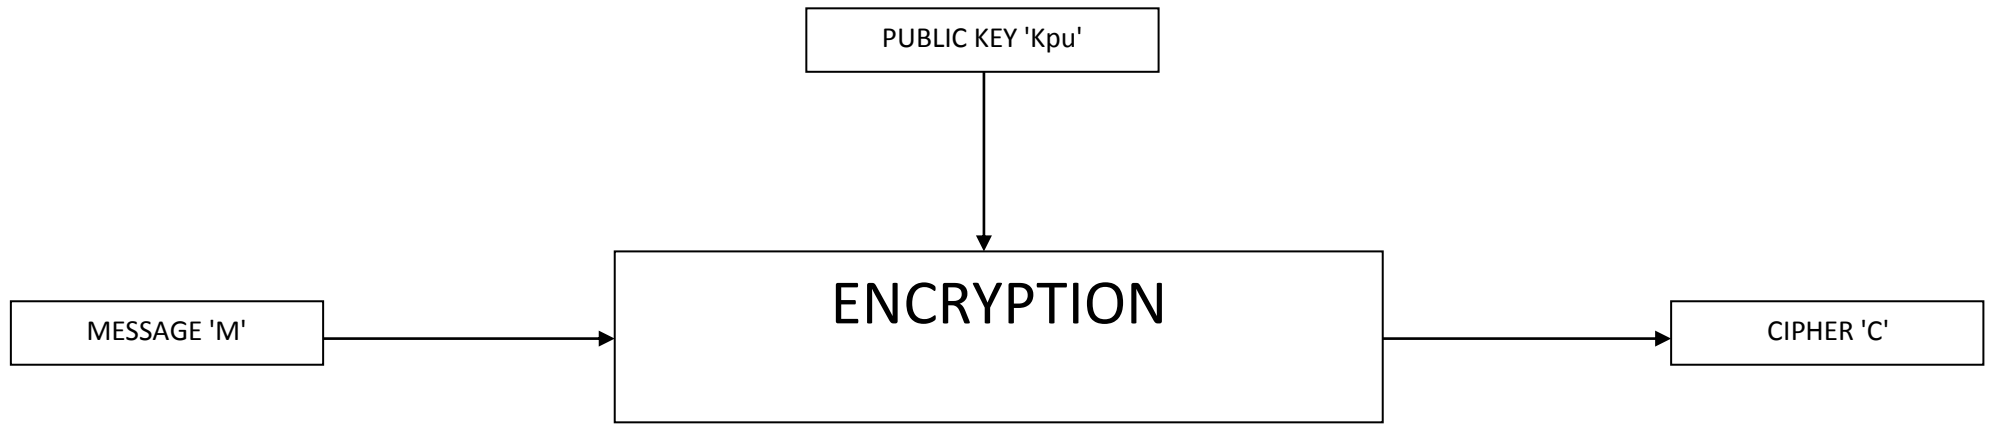 PUBLIC KEY 'Kpu'
ENCRYPTION
MESSAGE 'M'
CIPHER 'C'